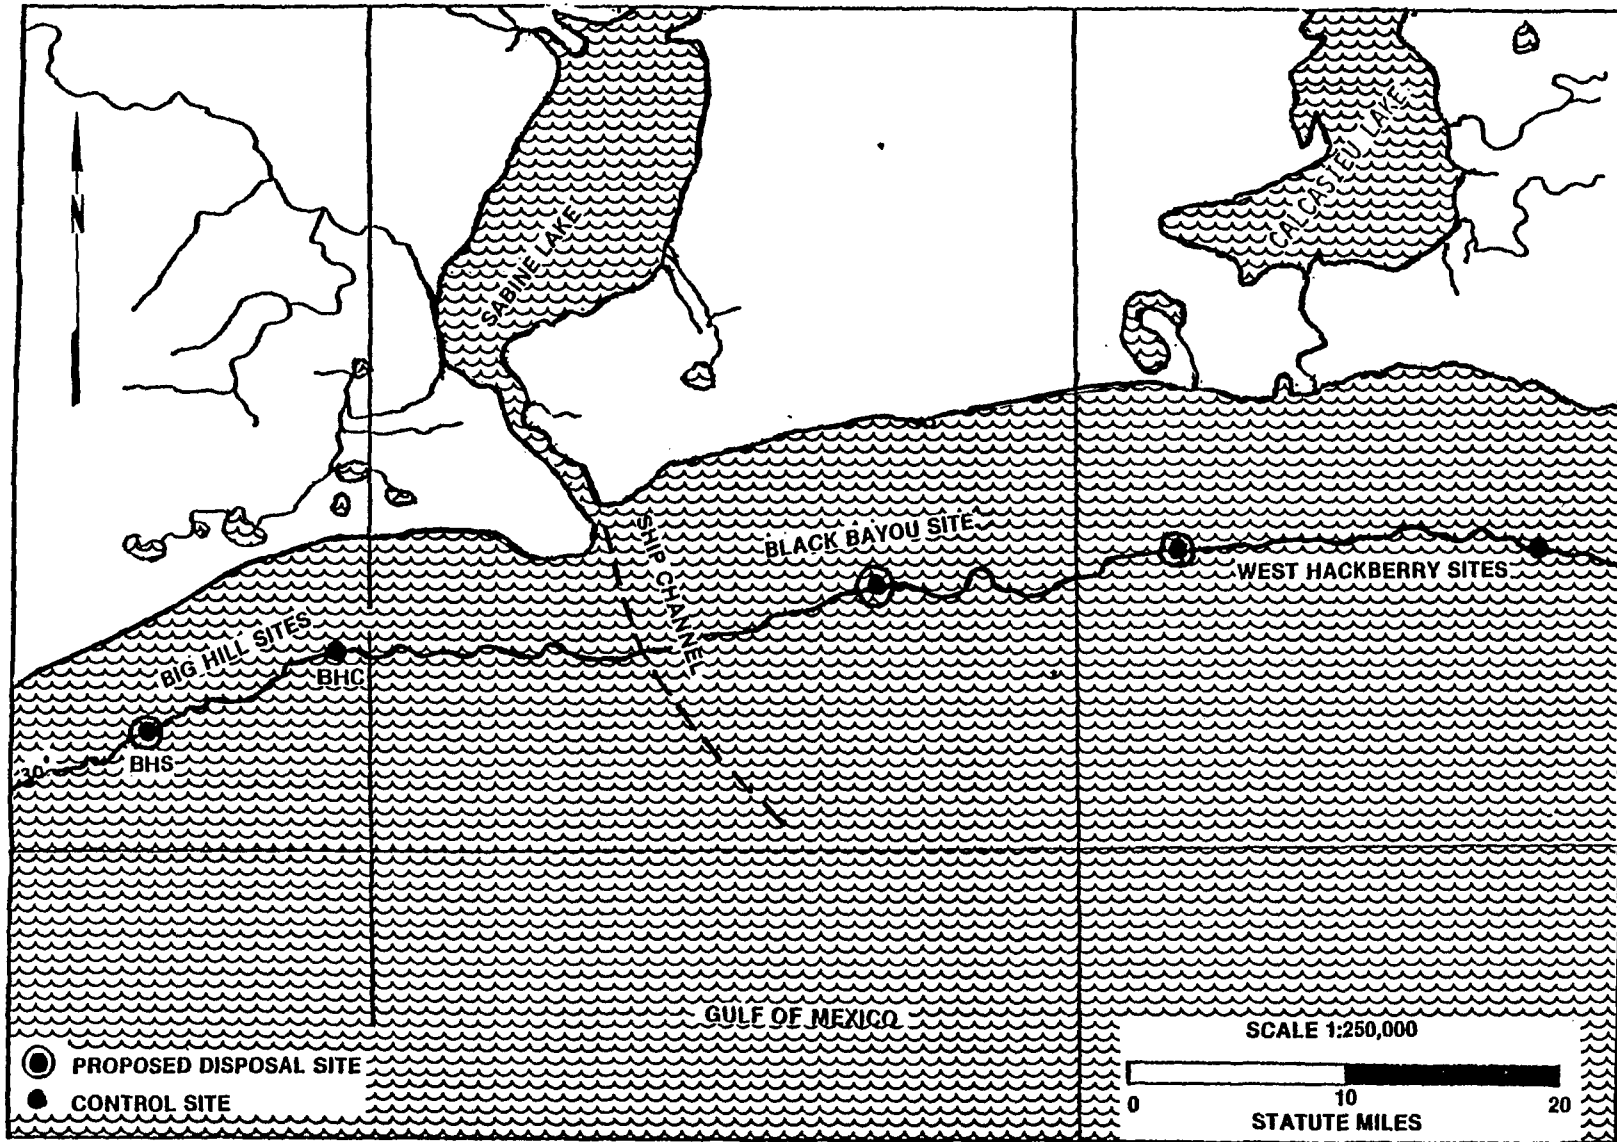 N
SABINE LAKE
CALCASIEU LAKE
SHIP CHANNEL
BLACK BAYOU SITE
WEST HACKBERRY SITES
BIG HILL SITES
BHC
BHS
30'
GULF OF MEXICO
PROPOSED DISPOSAL SITE
CONTROL SITE
SCALE 1:250,000
0 10 20
STATUTE MILES